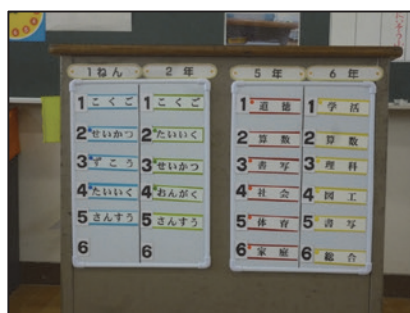 1ねん
2年
1 こくご
1 こくご
2 せいかつ
2 たいいく
3 ずこう
3 せいかつ
4 たいいく
4 おんがく
5 さんすう
5 さんすう
6
6
5年
6年
1 道徳
1 学活
2 算数
2 算数
3 書写
3 理科
4 社会
4 図工
5 体育
5 書写
6 家庭
6 総合